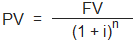 PV = FV / (1 + i)^n